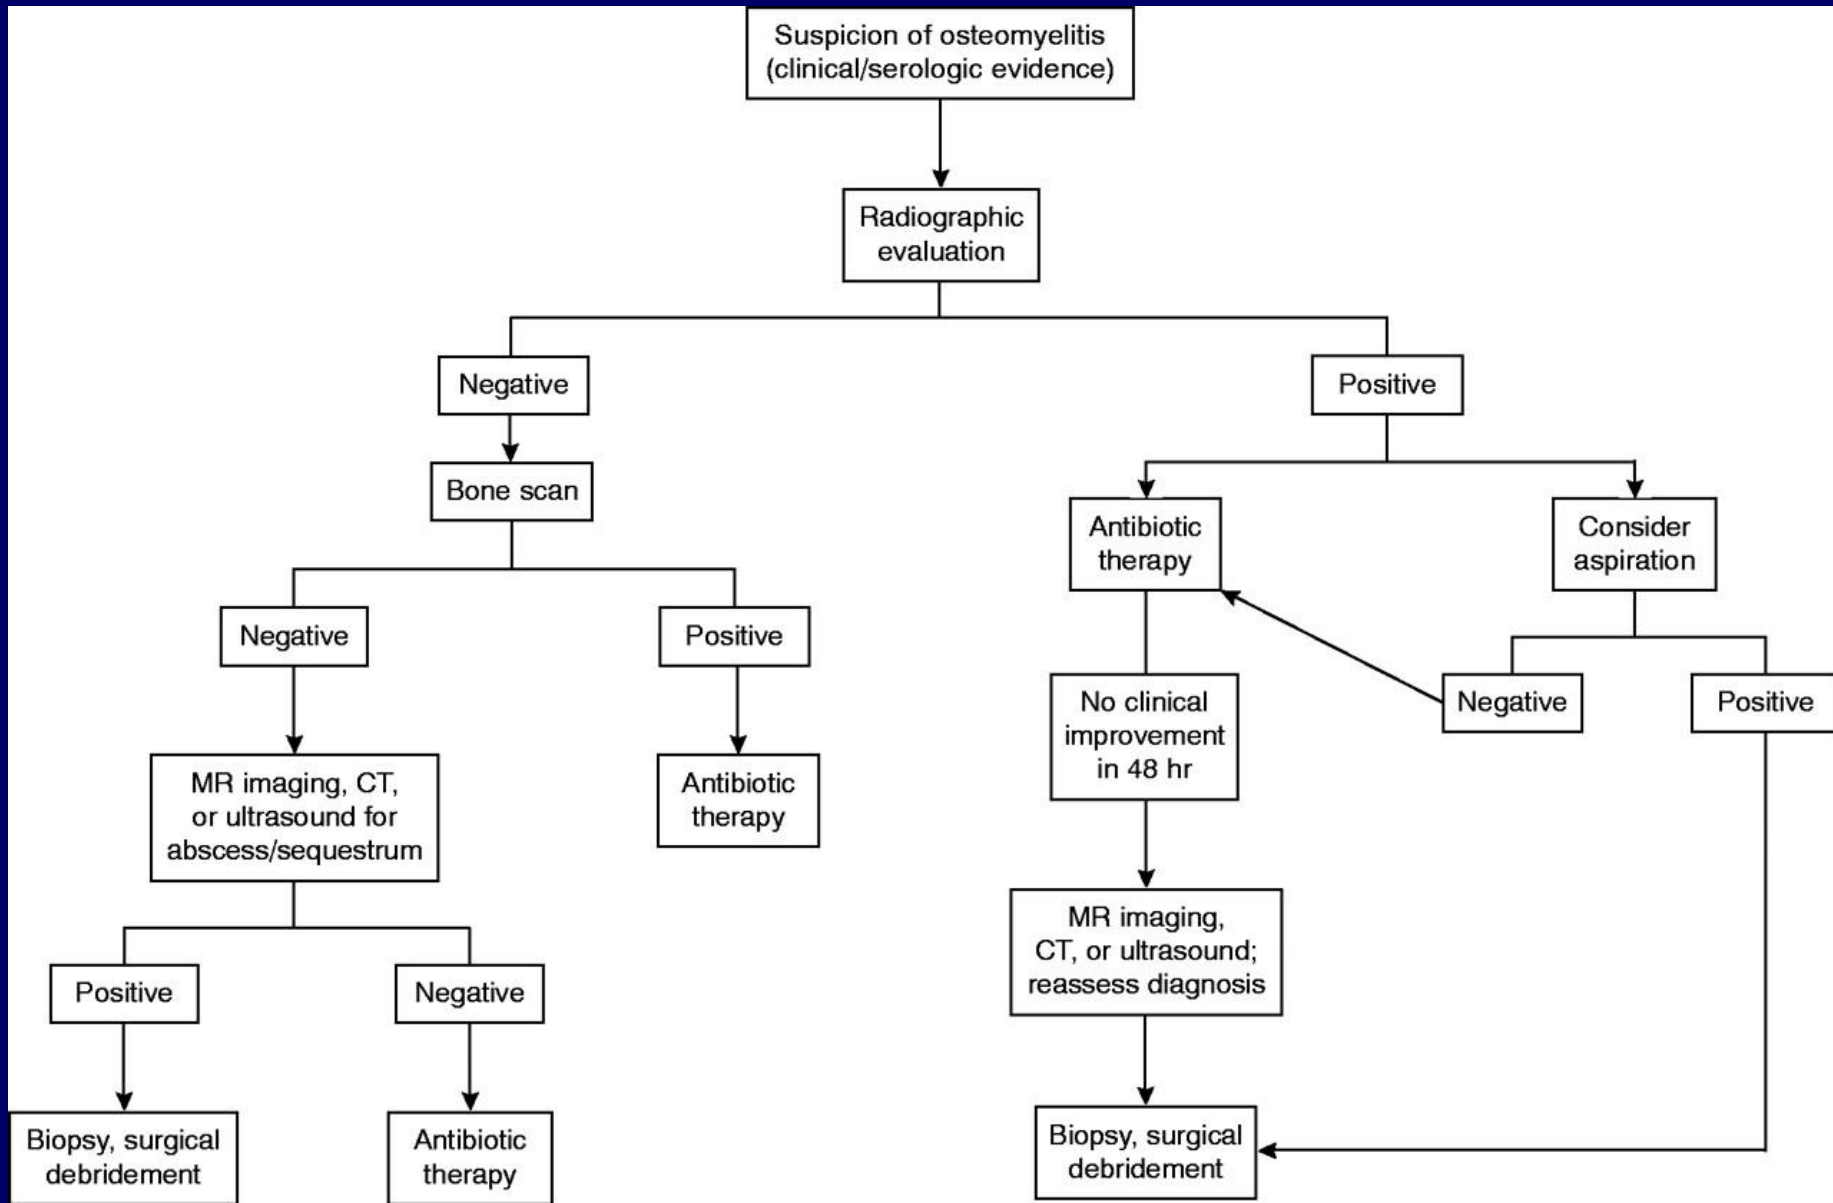 Suspicion of osteomyelitis
(clinical/serologic evidence)
Radiographic
evaluation
Negative
Positive
Bone scan
Antibiotic
therapy
Consider
aspiration
Negative
Positive
No clinical
improvement
in 48 hr
Negative
Positive
MR imaging, CT,
or ultrasound for
abscess/sequestrum
Antibiotic
therapy
MR imaging,
CT, or ultrasound;
reassess diagnosis
Positive
Negative
Biopsy, surgical
debridement
Antibiotic
therapy
Biopsy, surgical
debridement